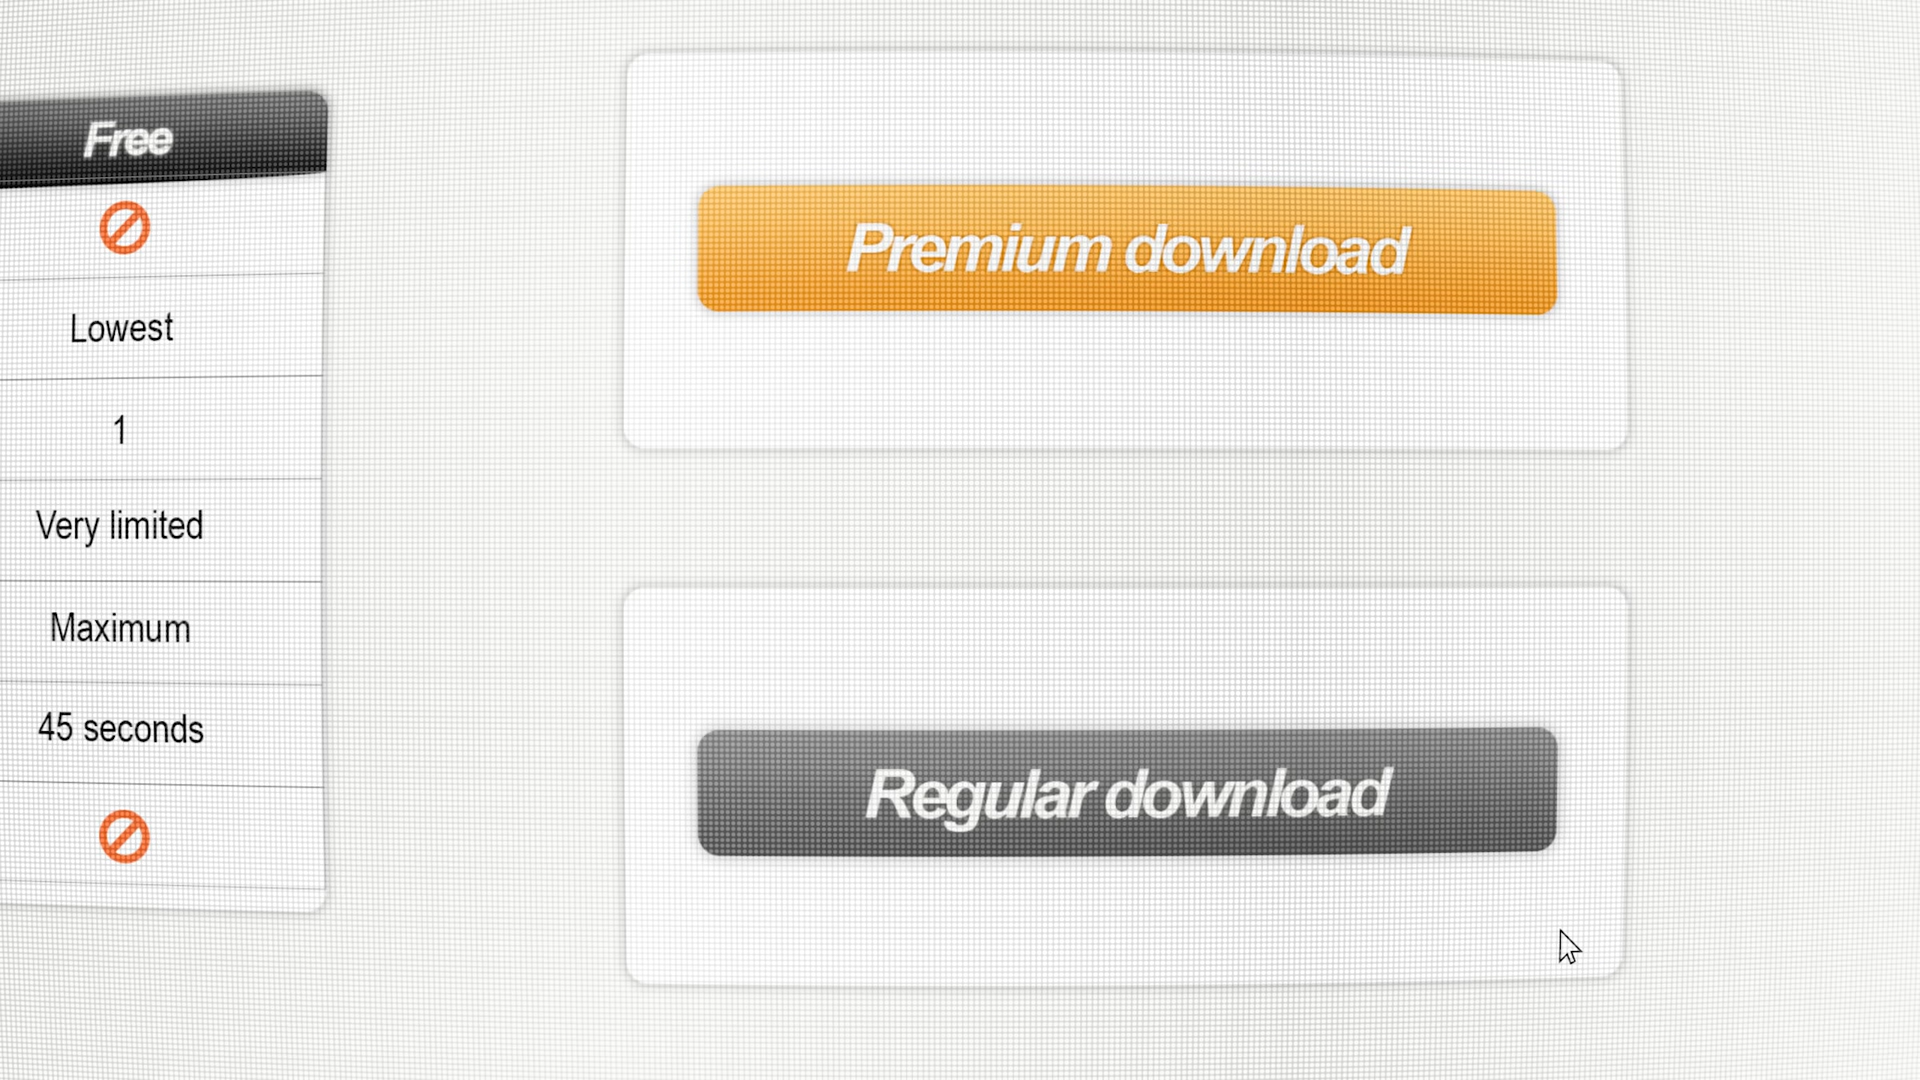 Free
Lowest
1
Very limited
Maximum
45 seconds
Premium download
Regular download